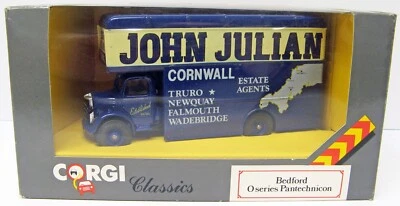 JOHN JULIAN
CORNWALL
TRURO ★
NEWQUAY
FALMOUTH
WADEBRIDGE
ESTATE
AGENTS
CORGI
Classics
Bedford
O series Pantechnicon